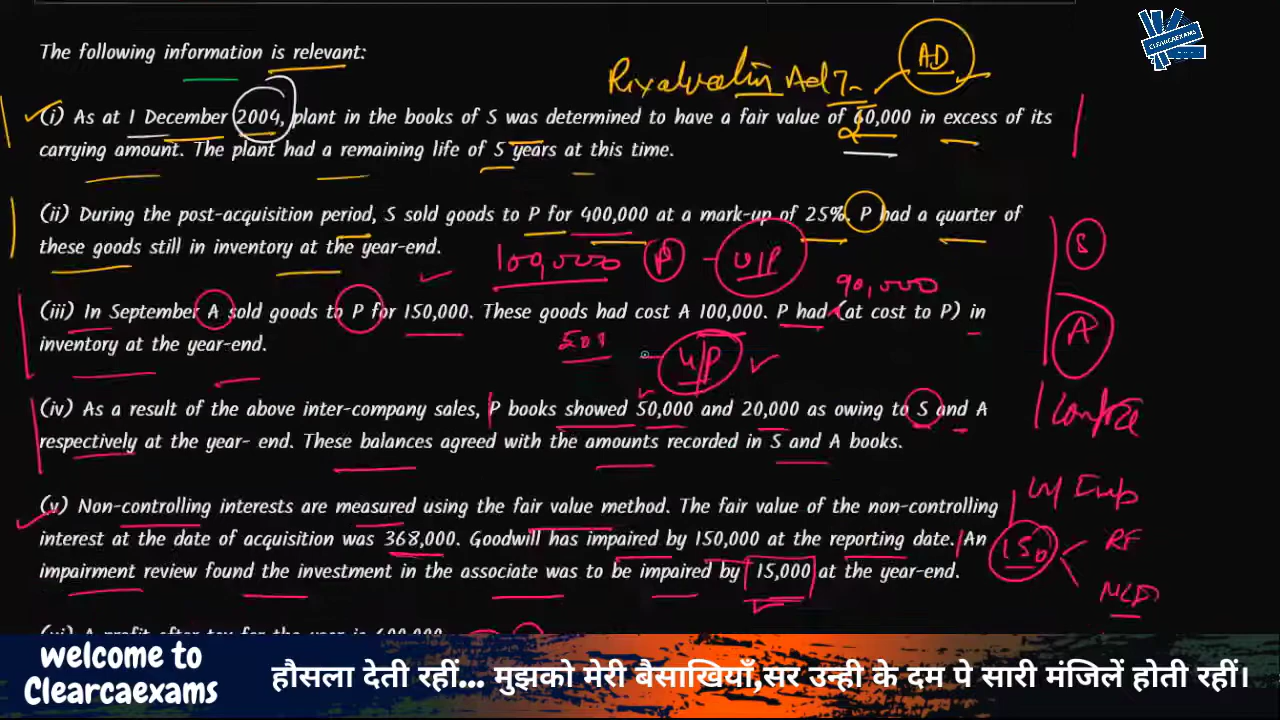 CLEARCAEXAMS
The following information is relevant:
AD
(i) As at 1 December 2004, plant in the books of S was determined to have a fair value of 60,000 in excess of its
carrying amount. The plant had a remaining life of 5 years at this time.
(ii) During the post-acquisition period, S sold goods to P for 400,000 at a mark-up of 25%. P had a quarter of
these goods still in inventory at the year-end.
100,000 P - U/P
S
90,000
(iii) In September A sold goods to P for 150,000. These goods had cost A 100,000. P had (at cost to P) in
inventory at the year-end.
U/P
A
(iv) As a result of the above inter-company sales, P books showed 50,000 and 20,000 as owing to S and A
respectively at the year- end. These balances agreed with the amounts recorded in S and A books.
(v) Non-controlling interests are measured using the fair value method. The fair value of the non-controlling
interest at the date of acquisition was 368,000. Goodwill has impaired by 150,000 at the reporting date. An
impairment review found the investment in the associate was to be impaired by 15,000 at the year-end.
150
welcome to
Clearcaexams
हौसला देती रहीं... मुझको मेरी बैसाखियाँ,सर उन्ही के दम पे सारी मंजिलें होती रहीं।